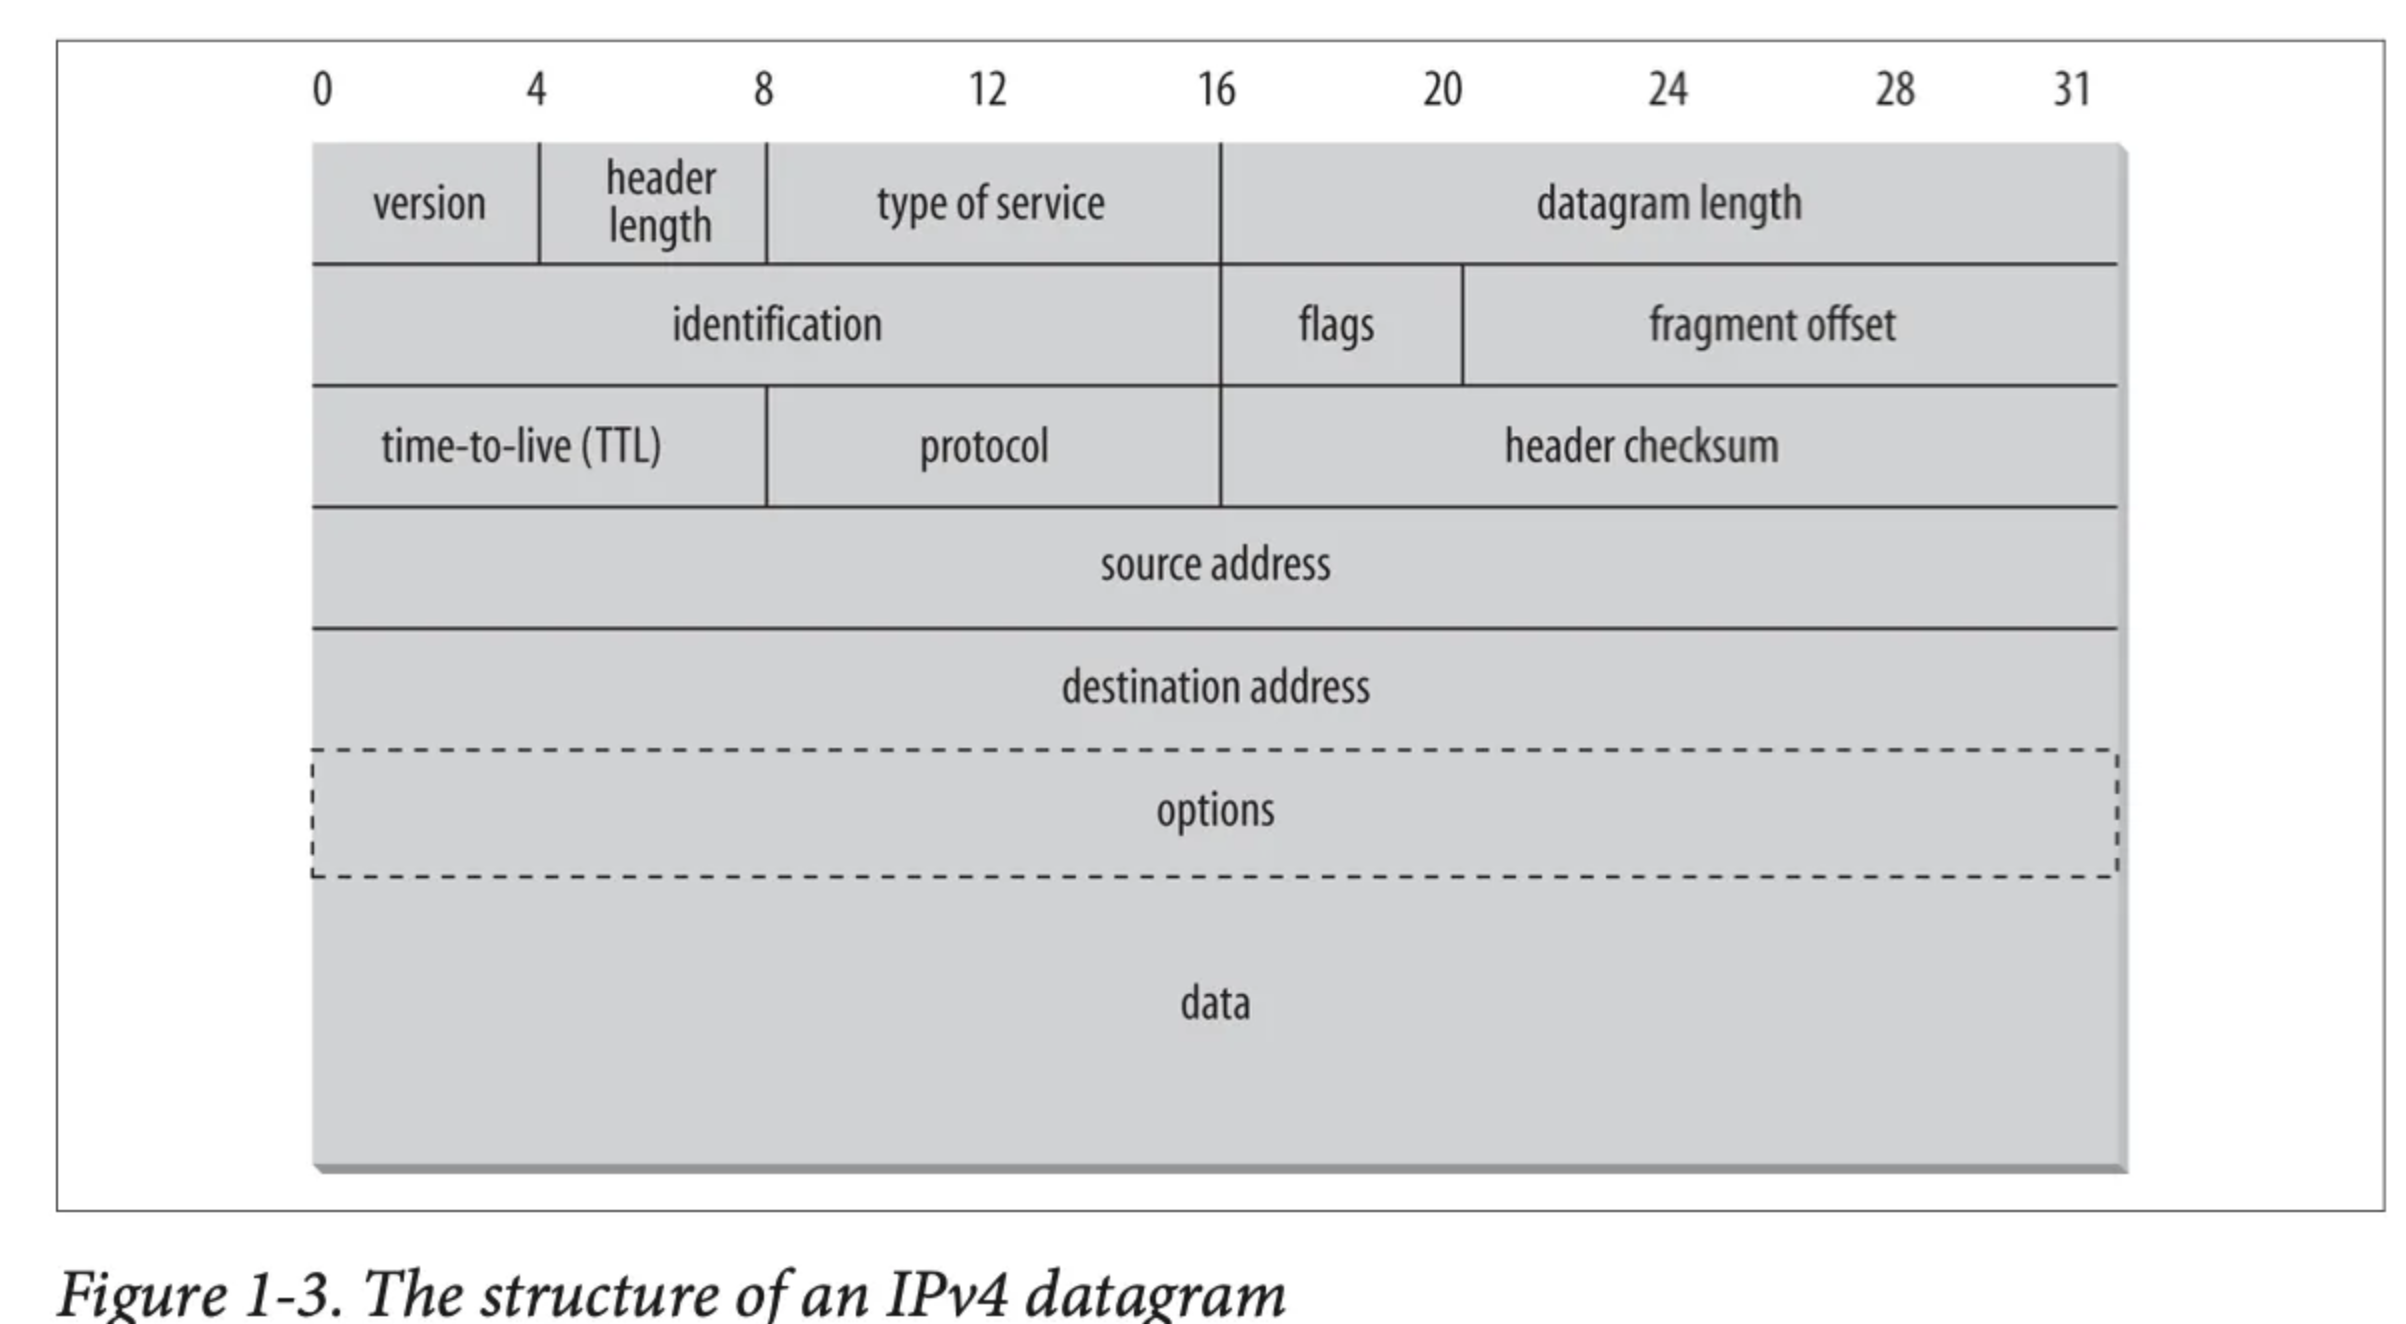 0 4 8 12 16 20 24 28 31
version header length type of service datagram length
identification flags fragment offset
time-to-live (TTL) protocol header checksum
source address
destination address
options
data
Figure 1-3. The structure of an IPv4 datagram